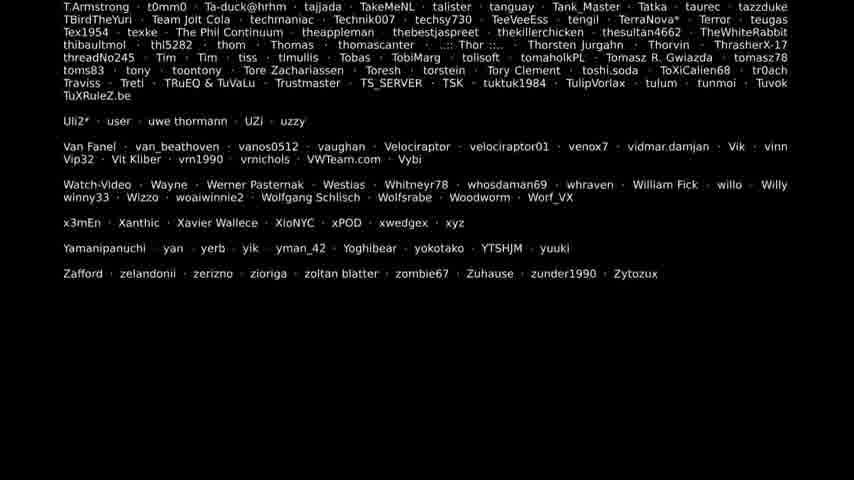 T.Armstrong · t0mm0 · Ta-duck@hrhm · tajjada · TakeMeNL · talister · tanguay · Tank_Master · Tatka · taurec · tazzduke
TBirdTheYuri · Team Jolt Cola · techmaniac · Technik007 · techsy730 · TeeVeeEss · tengil · TerraNova* · Terror · teugas
Tex1954 · texke · The Phil Continuum · theappleman · thebestjaspreet · thekillerchicken · thesultan4662 · TheWhiteRabbit
thibaultmol · thl5282 · thom · Thomas · thomascanter · ..:: Thor ::.. · Thorsten Jurgahn · Thorvin · ThrasherX-17
threadNo245 · Tim · Tim · tiss · tlmullis · Tobas · TobiMarg · tolisoft · tomaholkPL · Tomasz R. Gwiazda · tomasz78
toms83 · tony · toontony · Tore Zachariassen · Toresh · torstein · Tory Clement · toshi.soda · ToXiCalien68 · tr0ach
Traviss · Treti · TRuEQ & TuVaLu · Trustmaster · TS_SERVER · TSK · tuktuk1984 · TulipVorlax · tulum · tunmoi · Tuvok
TuXRuleZ.be
Uli2* · user · uwe thormann · UZi · uzzy
Van Fanel · van_beathoven · vanos0512 · vaughan · Velociraptor · velociraptor01 · venox7 · vidmar.damjan · Vik · vinn
Vip32 · Vit Kliber · vm1990 · vrnichols · VWTeam.com · Vybi
Watch-Video · Wayne · Werner Pasternak · Westias · Whitneyr78 · whosdaman69 · whraven · William Fick · willo · Willy
winny33 · Wizzo · woaiwinnie2 · Wolfgang Schlisch · Wolfsrabe · Woodworm · Worf_VX
x3mEn · Xanthic · Xavier Wallece · XioNYC · xPOD · xwedgex · xyz
Yamanipanuchi · yan · yerb · yik · yman_42 · Yoghibear · yokotako · YTSHJM · yuuki
Zafford · zelandonii · zerizno · zioriga · zoltan blatter · zombie67 · Zuhause · zunder1990 · Zytozux